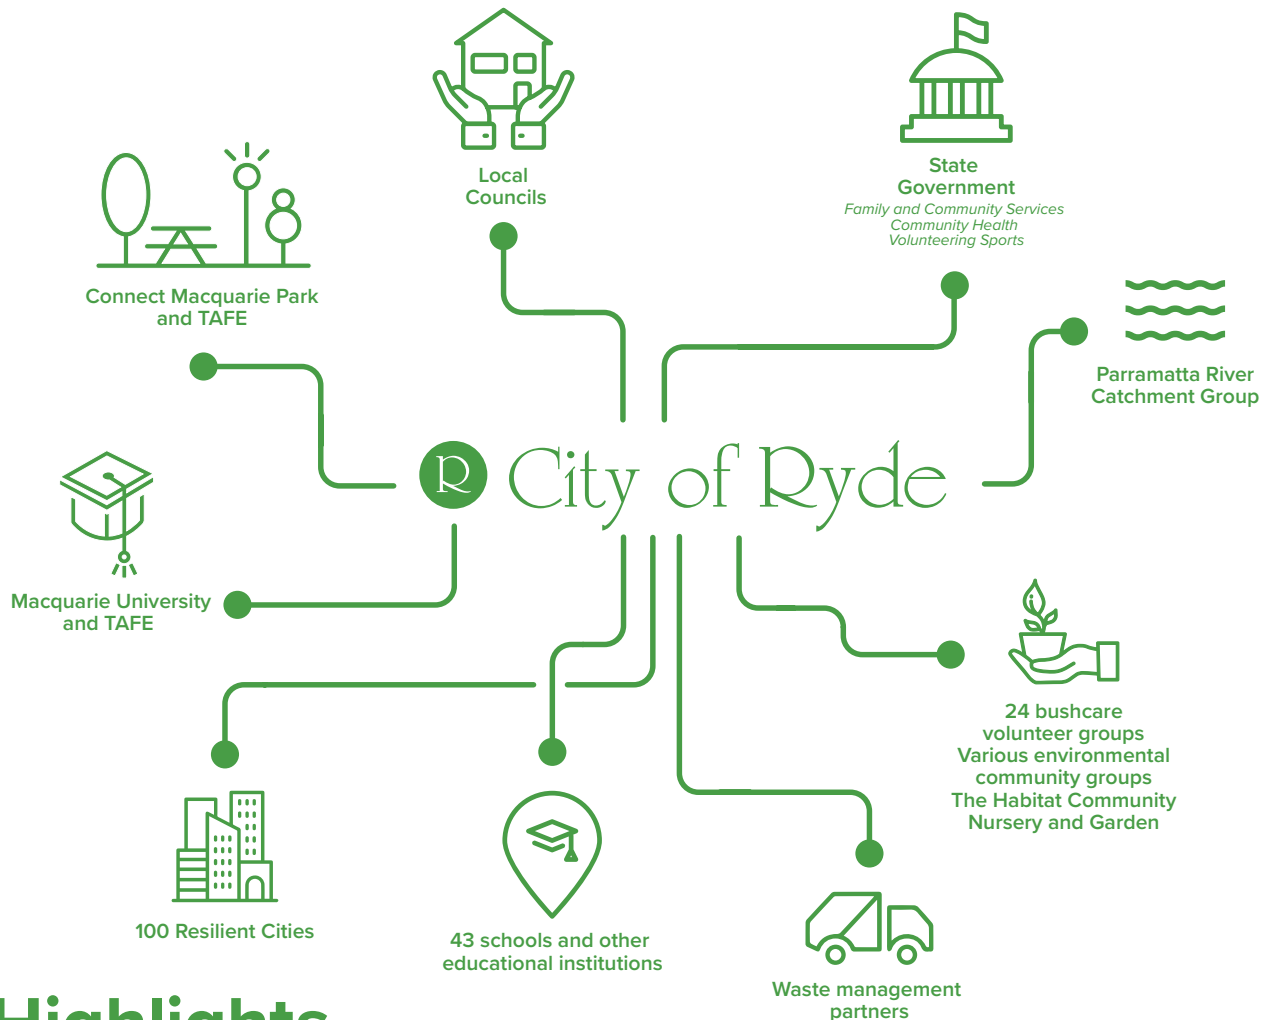 Local
Councils
State
Government
Family and Community Services
Community Health
Volunteering Sports
Connect Macquarie Park
and TAFE
Parramatta River
Catchment Group
R City of Ryde
Macquarie University
and TAFE
24 bushcare
volunteer groups
Various environmental
community groups
The Habitat Community
Nursery and Garden
100 Resilient Cities
43 schools and other
educational institutions
Waste management
partners
Highlights